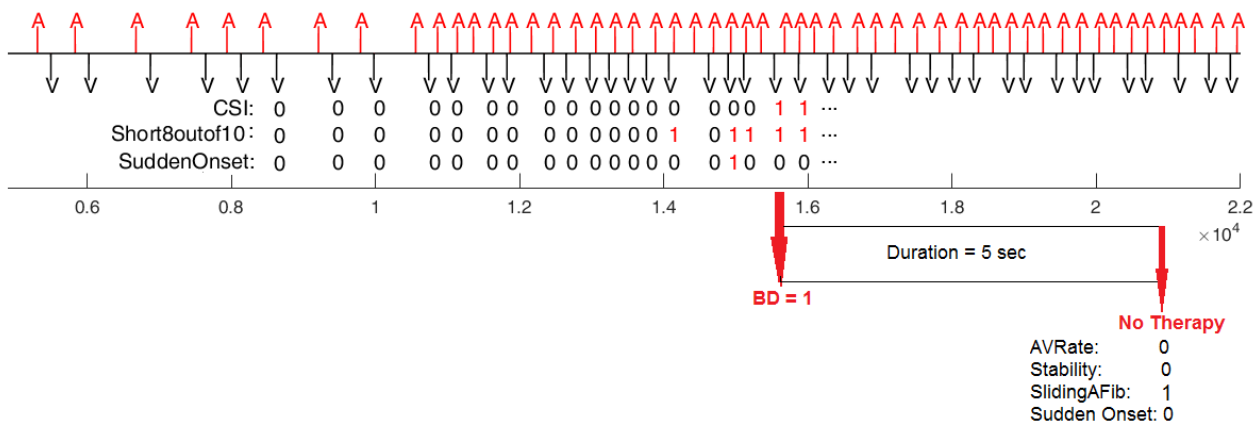 A A A A A A A A A A A A A A A A A A A A A A A A A A A A A A A A A A A A A A A A A A A A A A A A A A A A A
V V V V V V V V V V V V V V V V V V V V V V V V V V V V V V V V V V V V V V V V V
CSI: 0 0 0 0 0 0 0 0 0 0 0 0 0 0 0 0 0 1 1 ...
Short8outof10: 0 0 0 0 0 0 0 0 0 0 0 0 0 1 0 1 1 1 1 ...
SuddenOnset: 0 0 0 0 0 0 0 0 0 0 0 0 0 0 0 1 0 0 0 ...
0.6 0.8 1 1.2 1.4 1.6 1.8 2 2.2
×10^4
Duration = 5 sec
BD = 1
No Therapy
AVRate: 0
Stability: 0
SlidingAFib: 1
Sudden Onset: 0